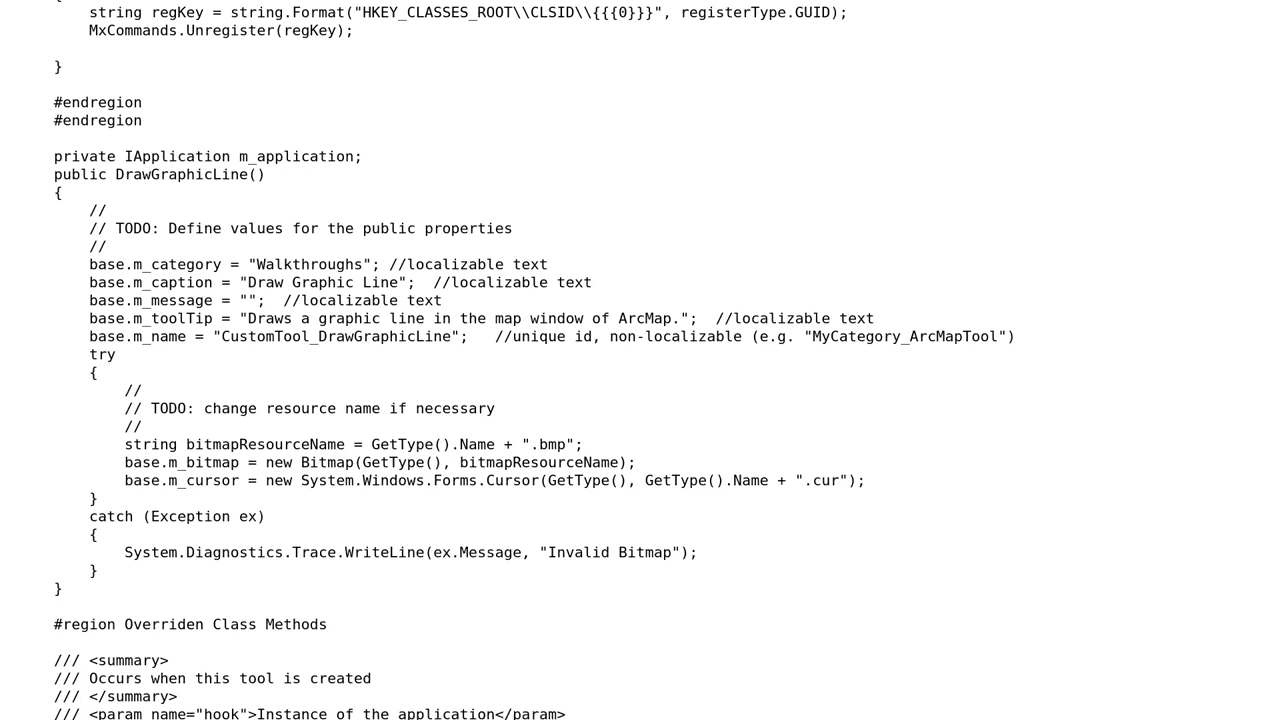 string regKey = string.Format("HKEY_CLASSES_ROOT\\CLSID\\{{{0}}}", registerType.GUID);
MxCommands.Unregister(regKey);
}
#endregion
#endregion
private IApplication m_application;
public DrawGraphicLine()
{
//
// TODO: Define values for the public properties
//
base.m_category = "Walkthroughs"; //localizable text
base.m_caption = "Draw Graphic Line";  //localizable text
base.m_message = "";  //localizable text
base.m_toolTip = "Draws a graphic line in the map window of ArcMap.";  //localizable text
base.m_name = "CustomTool_DrawGraphicLine";   //unique id, non-localizable (e.g. "MyCategory_ArcMapTool")
try
{
//
// TODO: change resource name if necessary
//
string bitmapResourceName = GetType().Name + ".bmp";
base.m_bitmap = new Bitmap(GetType(), bitmapResourceName);
base.m_cursor = new System.Windows.Forms.Cursor(GetType(), GetType().Name + ".cur");
}
catch (Exception ex)
{
System.Diagnostics.Trace.WriteLine(ex.Message, "Invalid Bitmap");
}
}
#region Overriden Class Methods
/// <summary>
/// Occurs when this tool is created
/// </summary>
/// <param name="hook">Instance of the application</param>